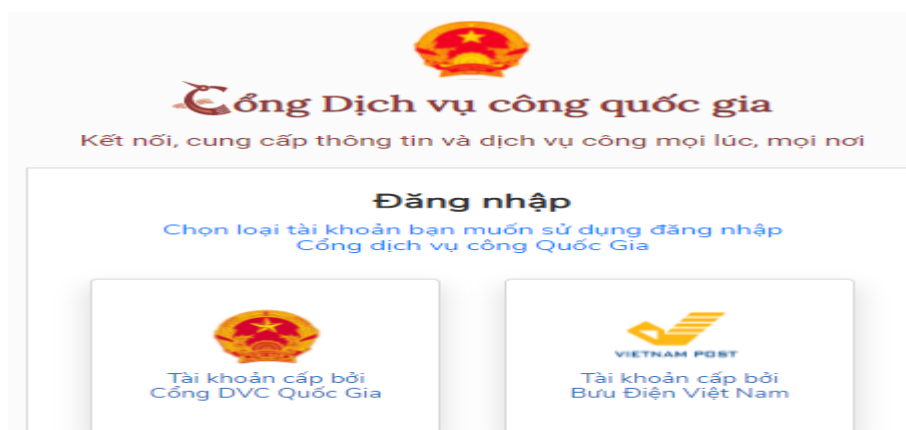 Cổng Dịch vụ công quốc gia
Kết nối, cung cấp thông tin và dịch vụ công mọi lúc, mọi nơi
Đăng nhập
Chọn loại tài khoản bạn muốn sử dụng đăng nhập
Cổng dịch vụ công Quốc Gia
Tài khoản cấp bởi
Cổng DVC Quốc Gia
VIETNAM POST
Tài khoản cấp bởi
Bưu Điện Việt Nam